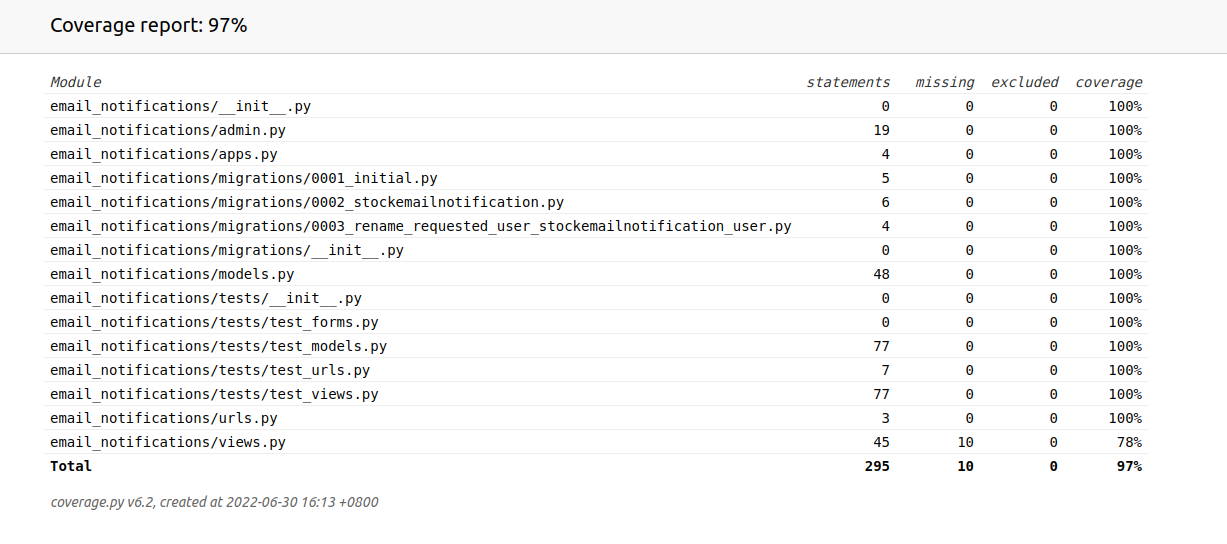 Coverage report: 97%
Module statements missing excluded coverage
email_notifications/__init__.py 0 0 0 100%
email_notifications/admin.py 19 0 0 100%
email_notifications/apps.py 4 0 0 100%
email_notifications/migrations/0001_initial.py 5 0 0 100%
email_notifications/migrations/0002_stockemailnotification.py 6 0 0 100%
email_notifications/migrations/0003_rename_requested_user_stockemailnotification_user.py 4 0 0 100%
email_notifications/migrations/__init__.py 0 0 0 100%
email_notifications/models.py 48 0 0 100%
email_notifications/tests/__init__.py 0 0 0 100%
email_notifications/tests/test_forms.py 0 0 0 100%
email_notifications/tests/test_models.py 77 0 0 100%
email_notifications/tests/test_urls.py 7 0 0 100%
email_notifications/tests/test_views.py 77 0 0 100%
email_notifications/urls.py 3 0 0 100%
email_notifications/views.py 45 10 0 78%
Total 295 10 0 97%
coverage.py v6.2, created at 2022-06-30 16:13 +0800